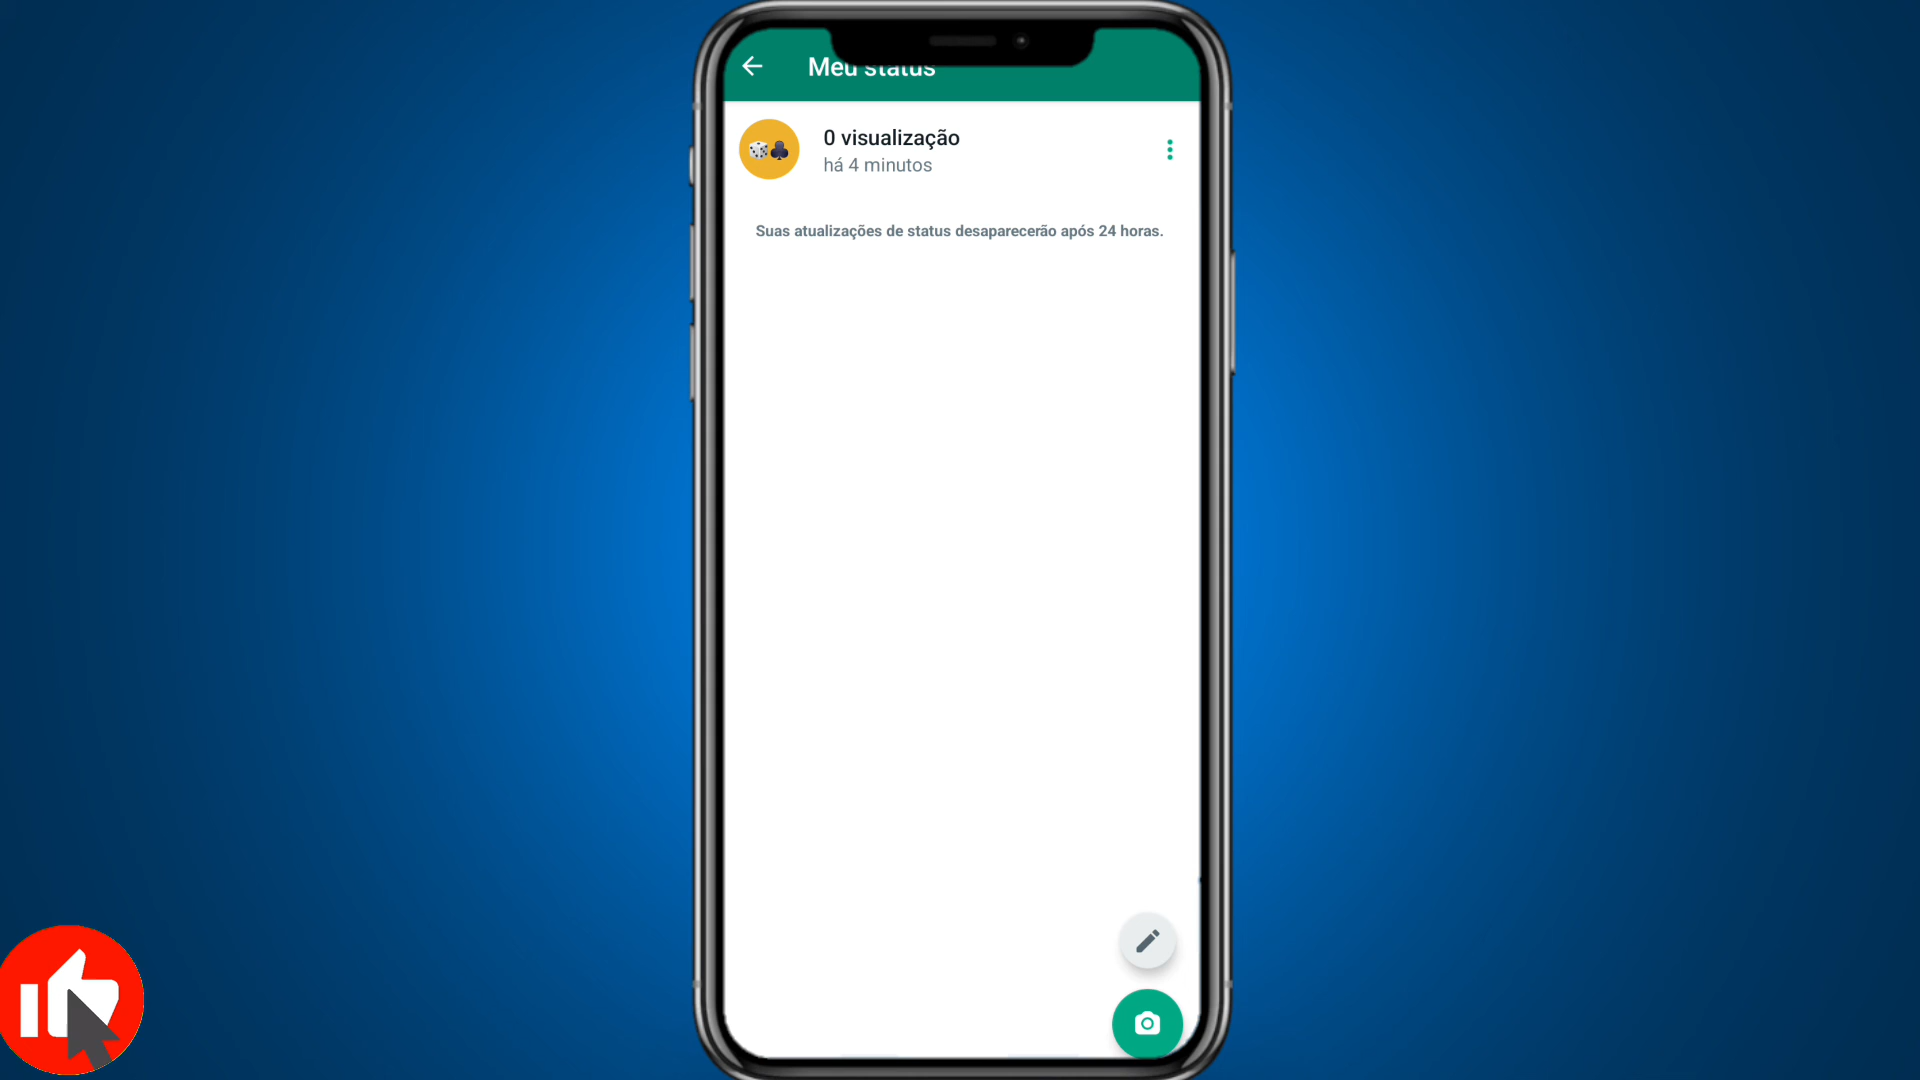 Meu status
0 visualização
há 4 minutos
Suas atualizações de status desaparecerão após 24 horas.